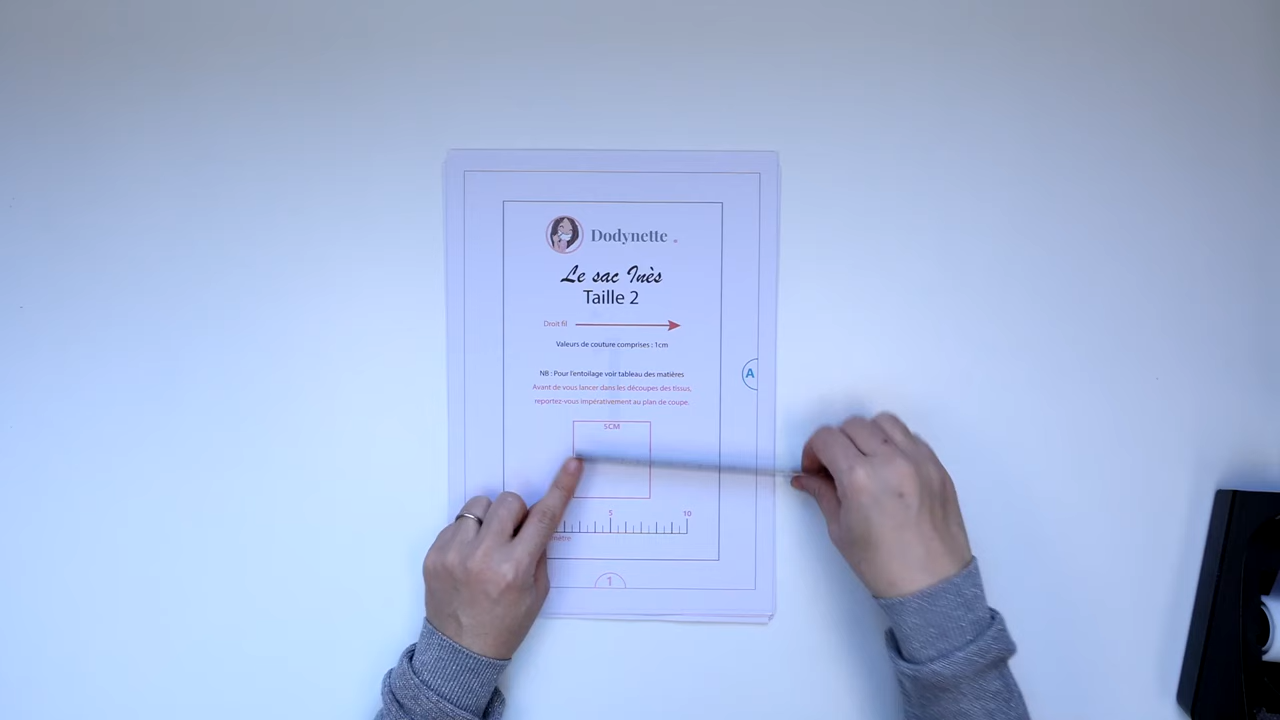 Dodynette
Le sac Inès
Taille 2
Droit fil
Valeurs de couture comprises : 1cm
A
NB : Pour l'entoilage voir tableau des matières
Avant de vous lancer dans les découpes des tissus,
reportez-vous impérativement au plan de coupe.
5CM
5 10
1